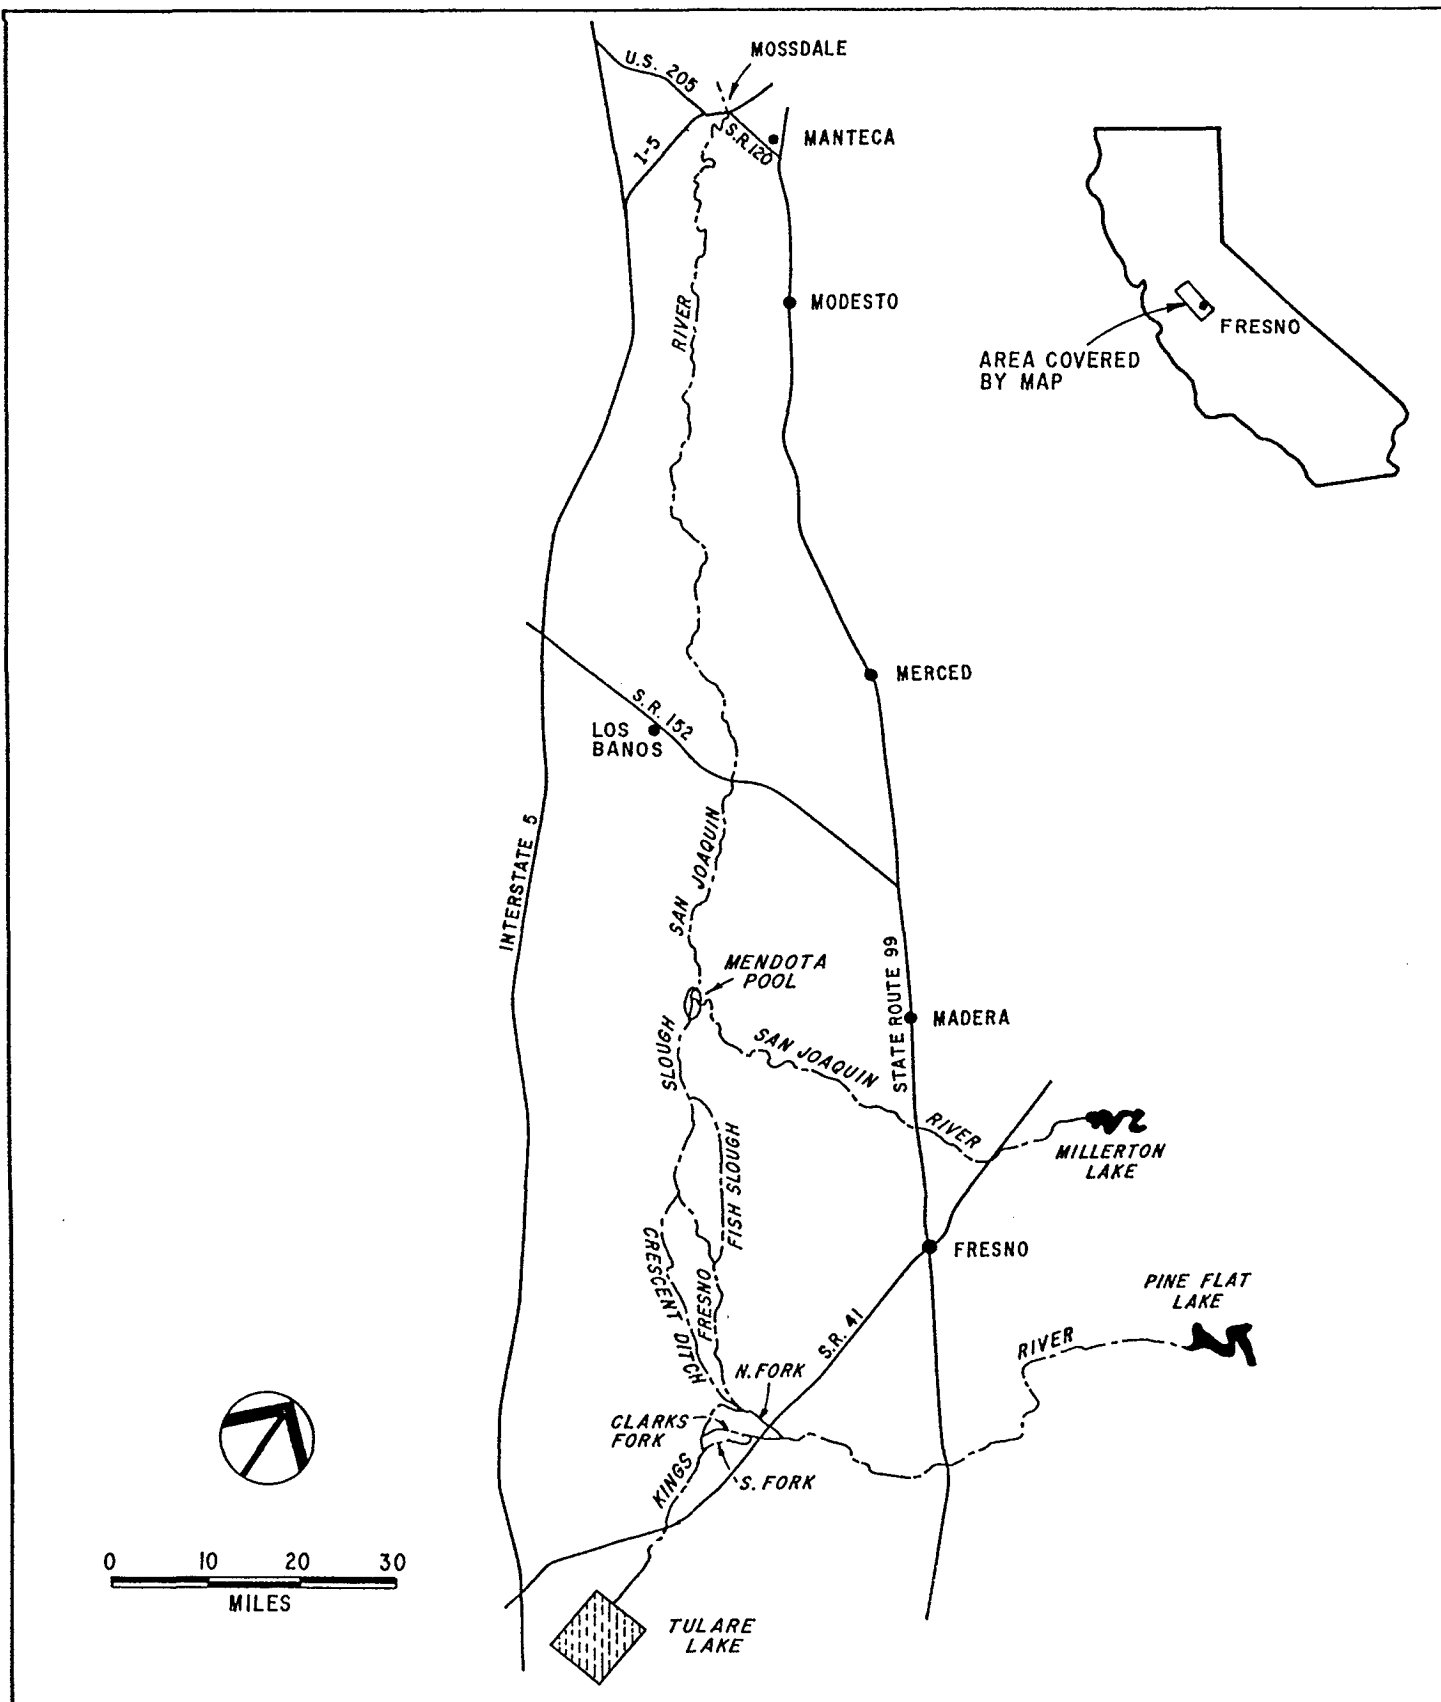 MOSSDALE
U.S. 205
I-5
S.R. 120
MANTECA
RIVER
MODESTO
FRESNO
AREA COVERED
BY MAP
MERCED
S.R. 152
LOS
BANOS
SAN JOAQUIN
INTERSTATE 5
STATE ROUTE 99
MENDOTA
POOL
MADERA
SLOUGH
SAN JOAQUIN
RIVER
MILLERTON
LAKE
FISH SLOUGH
CRESCENT DITCH
FRESNO
FRESNO
PINE FLAT
LAKE
S.R. 41
RIVER
N. FORK
CLARKS
FORK
KINGS
S. FORK
0 10 20 30
MILES
TULARE
LAKE